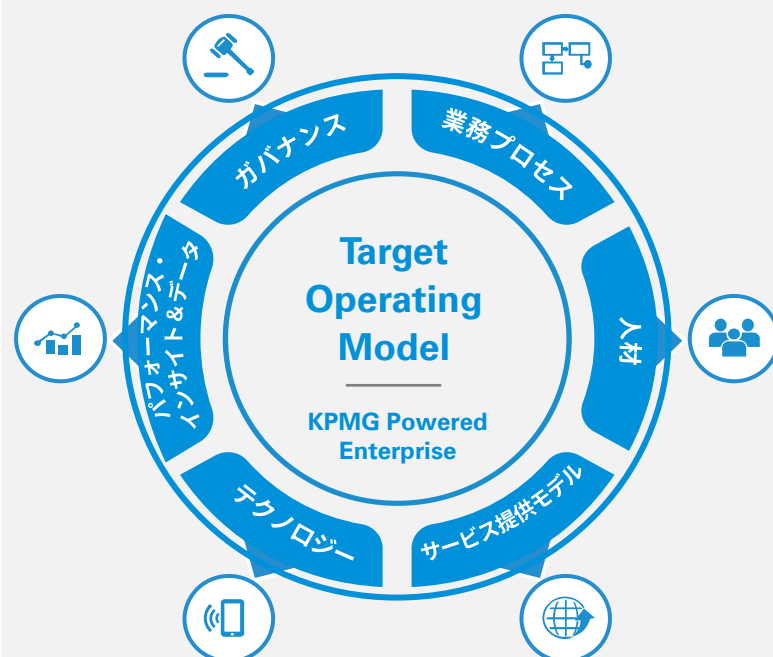 Target
Operating
Model
KPMG Powered
Enterprise
業務プロセス
人材
サービス提供モデル
テクノロジー
パフォーマンス・
インサイト&データ
ガバナンス